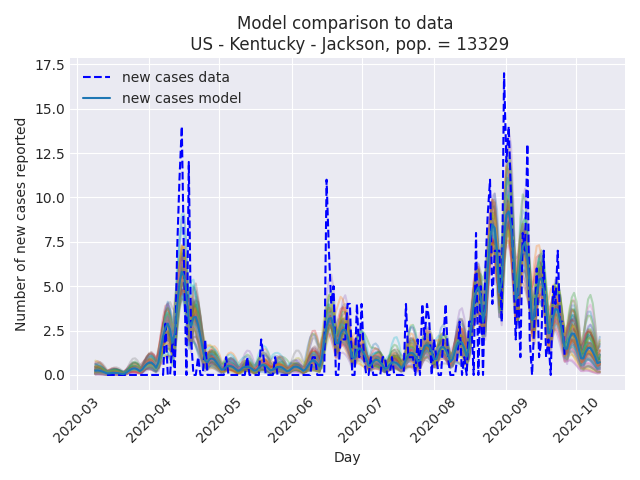 Model comparison to data
US - Kentucky - Jackson, pop. = 13329
17.5
15.0
12.5
10.0
7.5
5.0
2.5
0.0
Number of new cases reported
new cases data
new cases model
2020-03
2020-04
2020-05
2020-06
2020-07
2020-08
2020-09
2020-10
Day